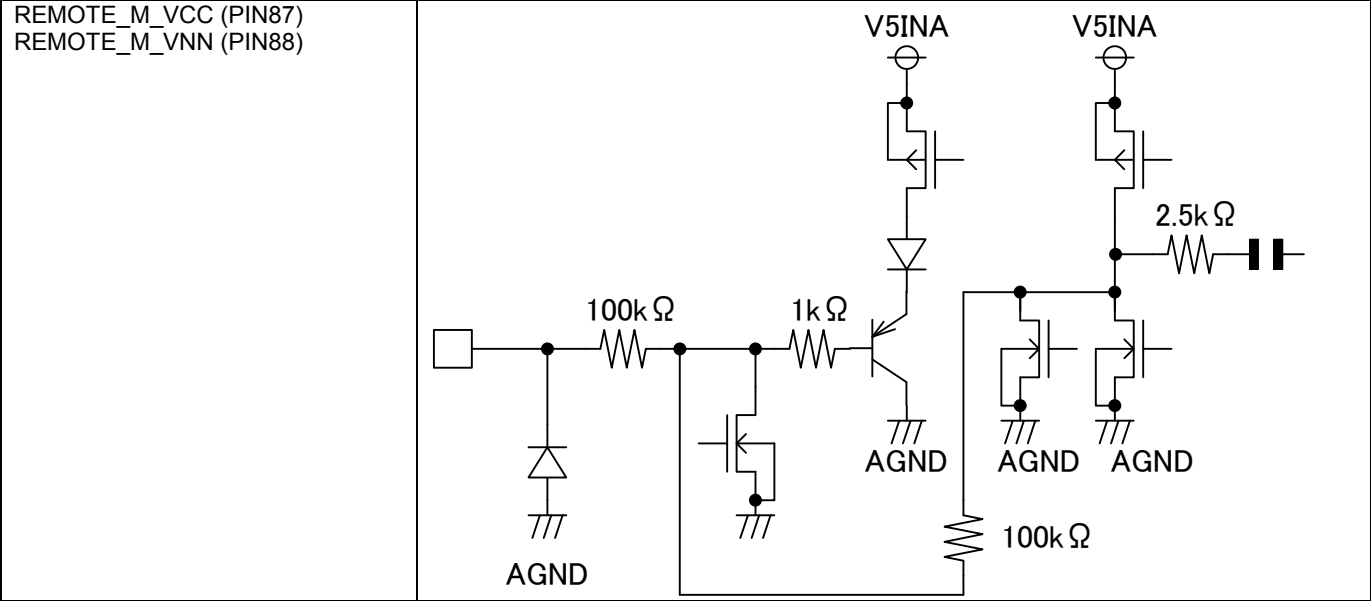 REMOTE_M_VCC (PIN87)
REMOTE_M_VNN (PIN88)
V5INA
V5INA
2.5kΩ
100kΩ
1kΩ
AGND
AGND
AGND
100kΩ
AGND